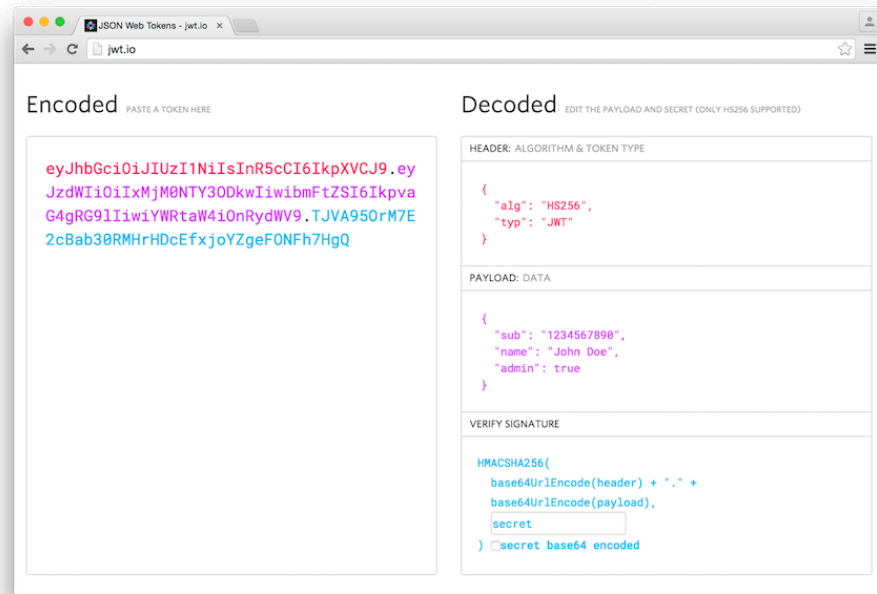 JSON Web Tokens - jwt.io
jwt.io
Encoded PASTE A TOKEN HERE
eyJhbGciOiJIUzI1NiIsInR5cCI6IkpXVCJ9.ey
JzdWIiOiIxMjM0NTY3ODkwIiwibmFtZSI6Ikpva
G4gRG9lIiwiYWRtaW4iOnRydWV9.TJVA95OrM7E
2cBab30RMHrHDcEfxjoYZgeFONFh7HgQ
Decoded EDIT THE PAYLOAD AND SECRET (ONLY HS256 SUPPORTED)
HEADER: ALGORITHM & TOKEN TYPE
{
"alg": "HS256",
"typ": "JWT"
}
PAYLOAD: DATA
{
"sub": "1234567890",
"name": "John Doe",
"admin": true
}
VERIFY SIGNATURE
HMACSHA256(
base64UrlEncode(header) + "." +
base64UrlEncode(payload),
secret
) secret base64 encoded